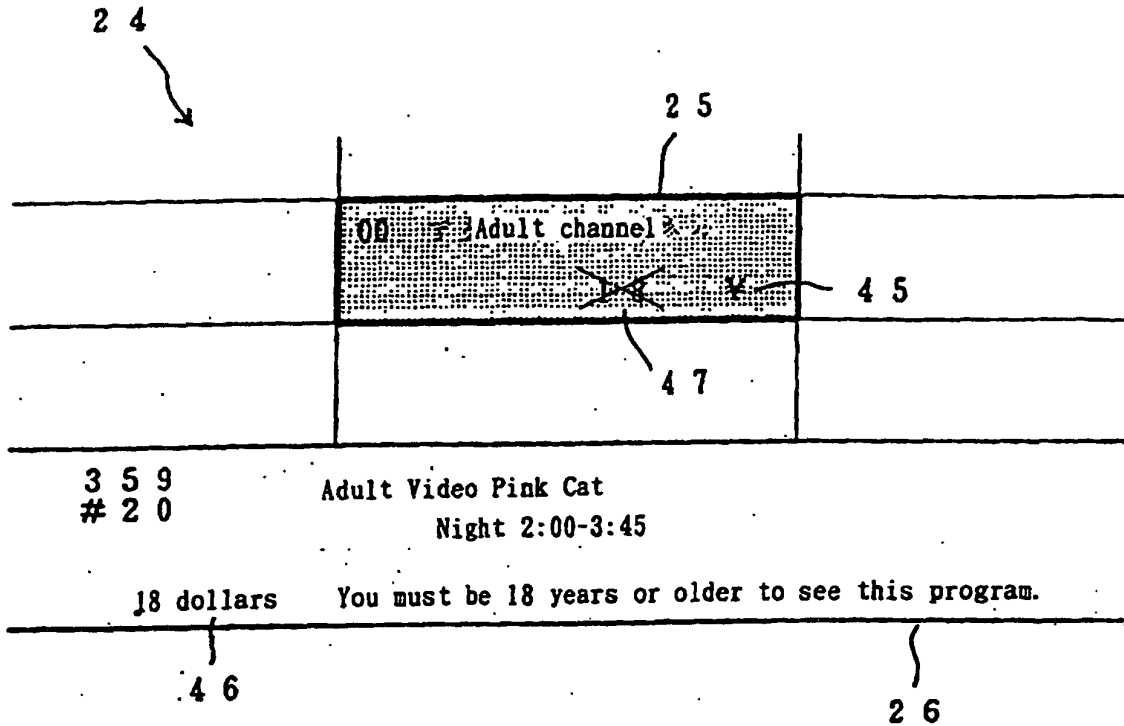 2 4
2 5
00 Adult channel
¥ 4 5
4 7
3 5 9
# 2 0
Adult Video Pink Cat
Night 2:00-3:45
18 dollars You must be 18 years or older to see this program.
4 6
2 6